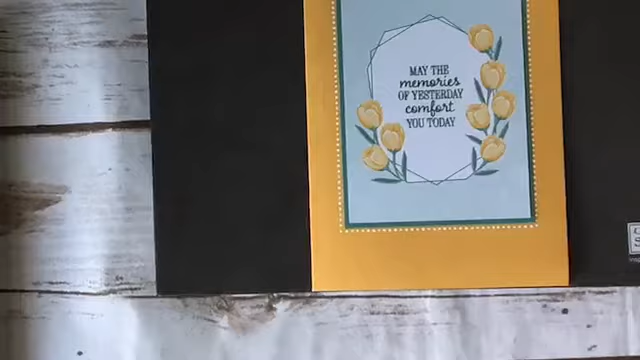 MAY THE
memories
OF YESTERDAY
comfort
YOU TODAY